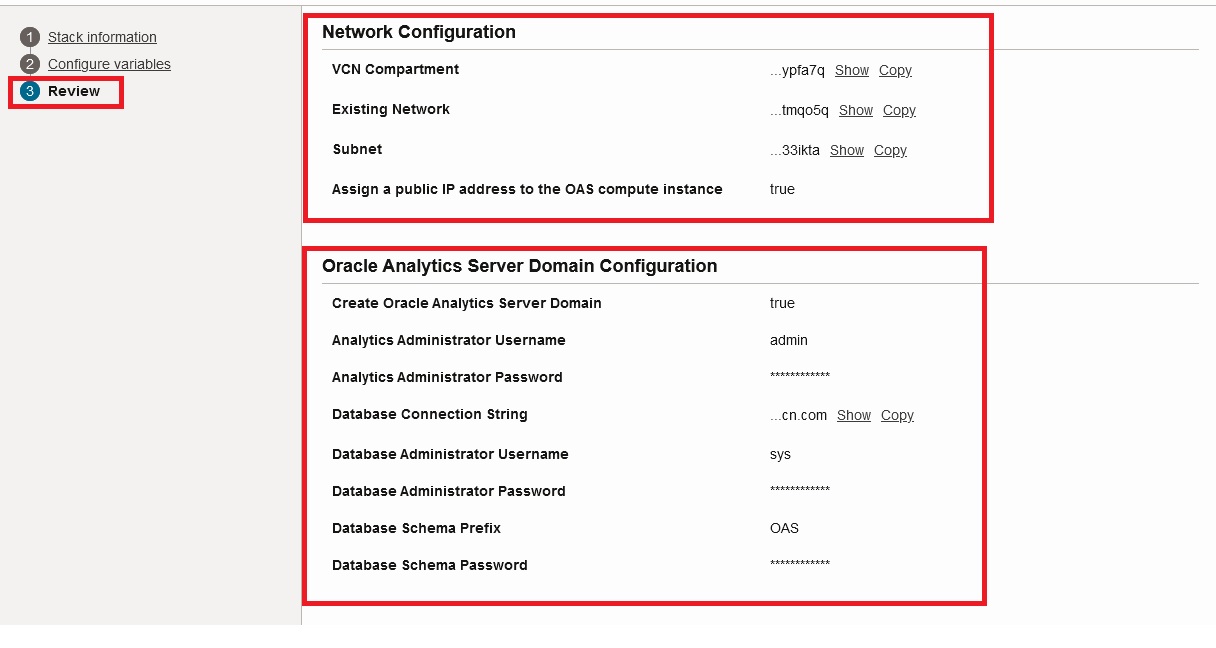 1 Stack information
2 Configure variables
3 Review
Network Configuration
VCN Compartment ...ypfa7q Show Copy
Existing Network ...tmqo5q Show Copy
Subnet ...33ikta Show Copy
Assign a public IP address to the OAS compute instance true
Oracle Analytics Server Domain Configuration
Create Oracle Analytics Server Domain true
Analytics Administrator Username admin
Analytics Administrator Password ************
Database Connection String ...cn.com Show Copy
Database Administrator Username sys
Database Administrator Password ************
Database Schema Prefix OAS
Database Schema Password ************